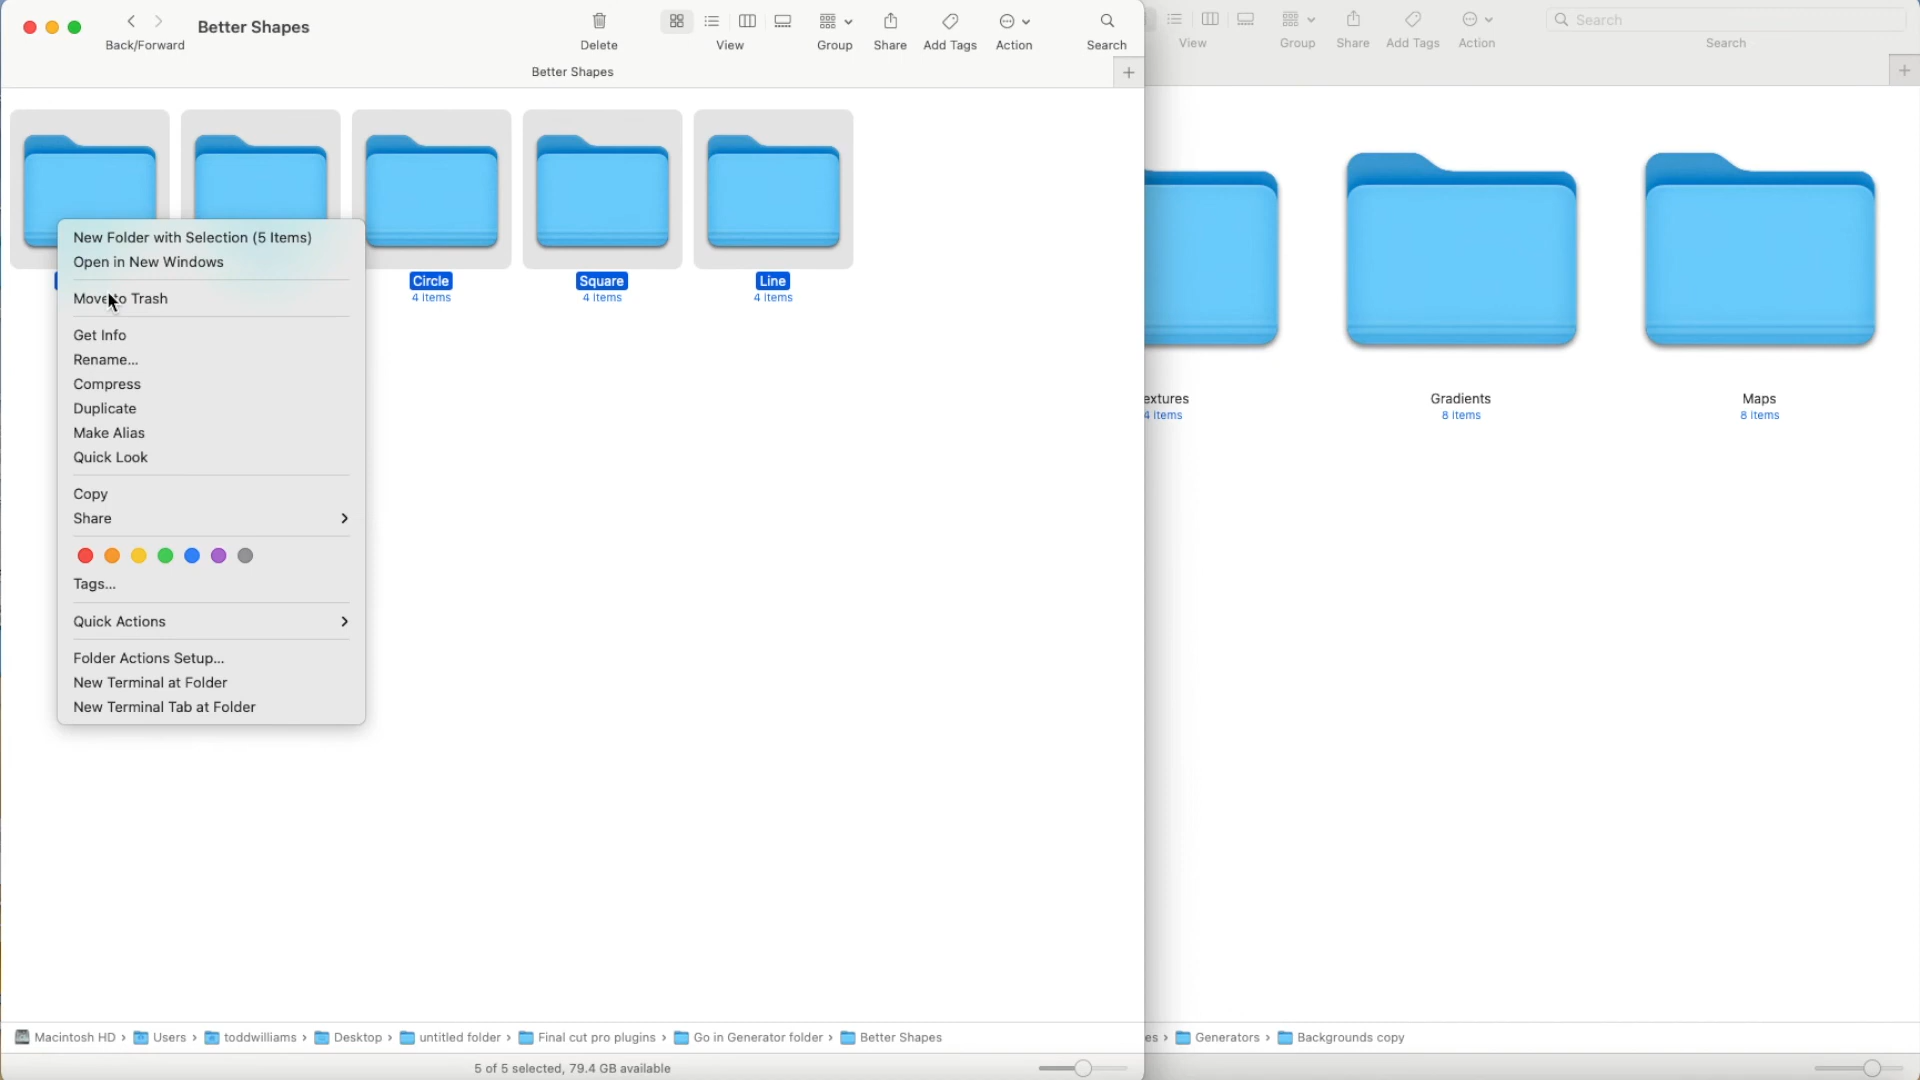 Better Shapes
Back/Forward
Delete
View
Group
Share
Add Tags
Action
Search
Better Shapes
View
Group
Share
Add Tags
Action
Search
Search
New Folder with Selection (5 Items)
Open in New Windows
Move to Trash
Get Info
Rename...
Compress
Duplicate
Make Alias
Quick Look
Copy
Share
Tags...
Quick Actions
Folder Actions Setup...
New Terminal at Folder
New Terminal Tab at Folder
Circle
4 items
Square
4 items
Line
4 items
extures
4 items
Gradients
8 items
Maps
8 items
Macintosh HD › Users › toddwilliams › Desktop › untitled folder › Final cut pro plugins › Go in Generator folder › Better Shapes
es › Generators › Backgrounds copy
5 of 5 selected, 79.4 GB available